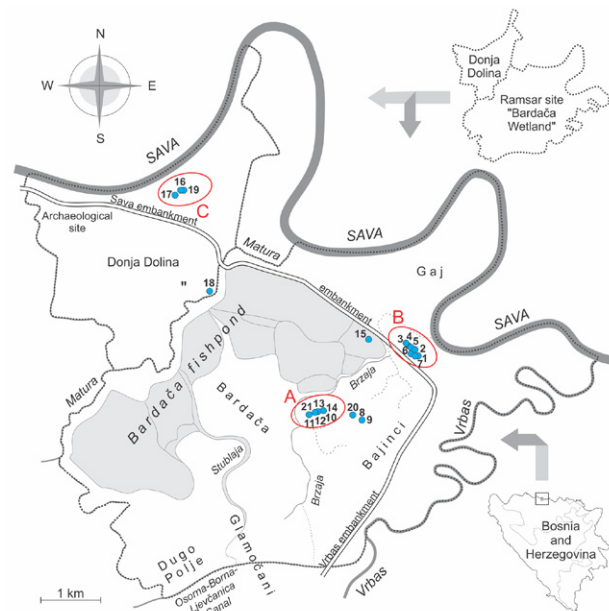 N
W E
S
Donja
Dolina
Ramsar site
"Bardača
Wetland"
SAVA
SAVA
SAVA
16
17 19
C
Sava embankment
Archaeological
site
Matura
Donja Dolina
"
18
Gaj
embankment
B
3 4 5
2
6 1
7
15
Bardača fishpond
Brzaja
A
21 13 14
11 12 10
20 8
9
Matura
Bardača
Stublaja
Brzaja
Bajinci
Vrbas
Vrbas embankment
Glamočani
Dugo
Polje
Osorna-Borna-
Ljevčanica
Canal
Vrbas
Bosnia
and
Herzegovina
1 km